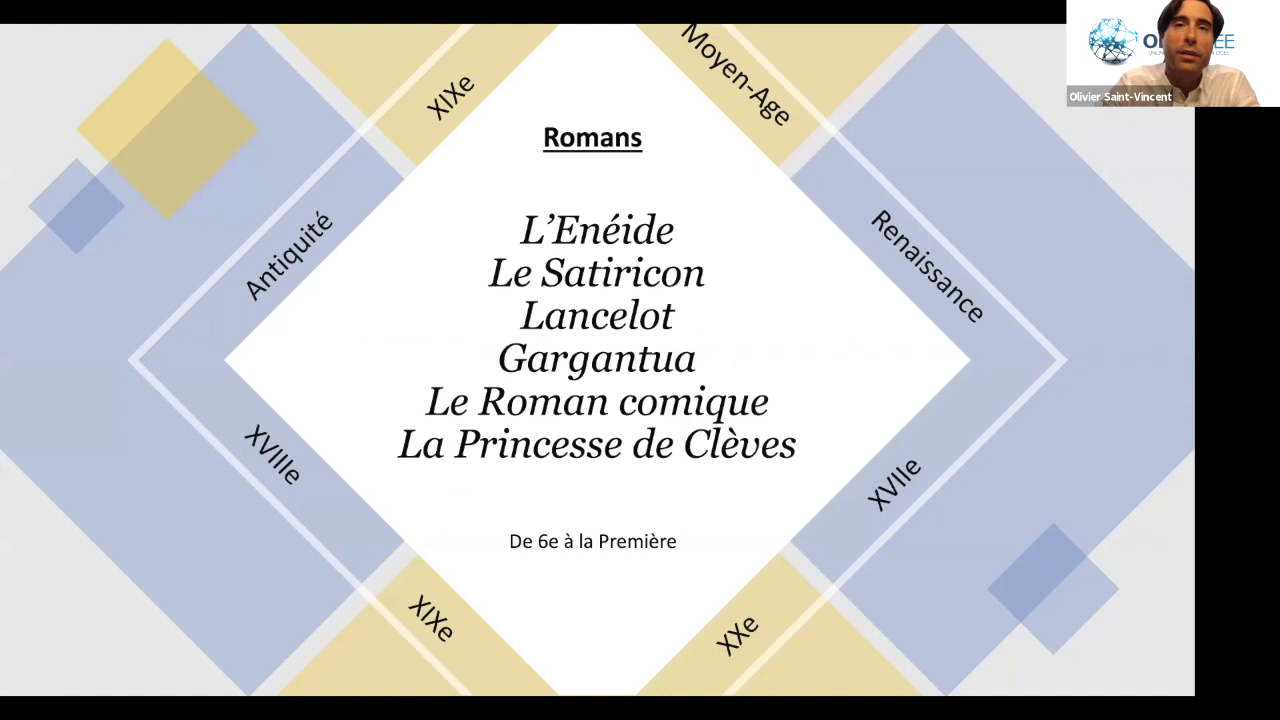 XIXe
Moyen-Age
Olivier Saint-Vincent
Romans
Antiquité
Renaissance
L’Enéide
Le Satiricon
Lancelot
Gargantua
Le Roman comique
La Princesse de Clèves
XVIIIe
XVIIe
De 6e à la Première
XIXe
XXe